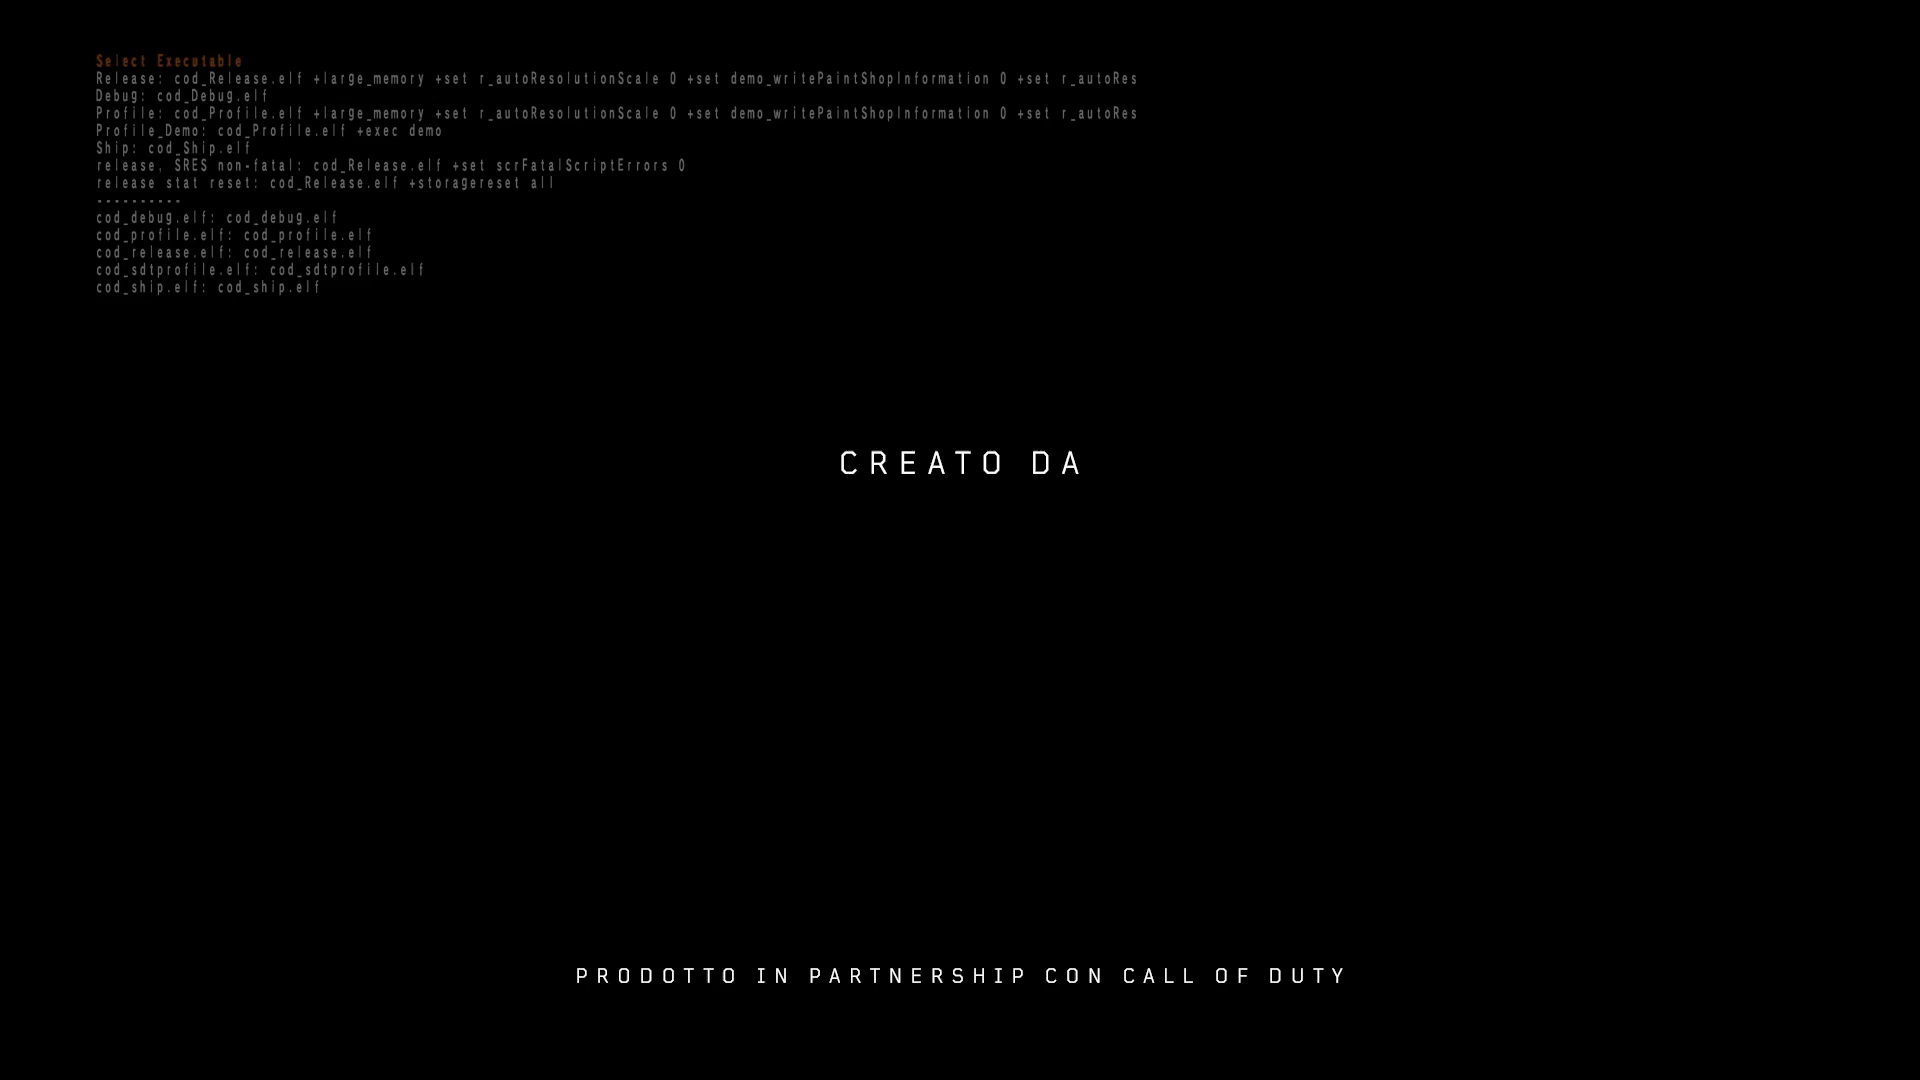 Select Executable
Release: cod_Release.elf +large_memory +set r_autoResolutionScale 0 +set demo_writePaintShopInformation 0 +set r_autoRes
Debug: cod_Debug.elf
Profile: cod_Profile.elf +large_memory +set r_autoResolutionScale 0 +set demo_writePaintShopInformation 0 +set r_autoRes
Profile_Demo: cod_Profile.elf +exec demo
Ship: cod_Ship.elf
release, SRES non-fatal: cod_Release.elf +set scrFatalScriptErrors 0
release stat reset: cod_Release.elf +storagereset all
----------
cod_debug.elf: cod_debug.elf
cod_profile.elf: cod_profile.elf
cod_release.elf: cod_release.elf
cod_sdtprofile.elf: cod_sdtprofile.elf
cod_ship.elf: cod_ship.elf
CREATO DA
PRODOTTO IN PARTNERSHIP CON CALL OF DUTY